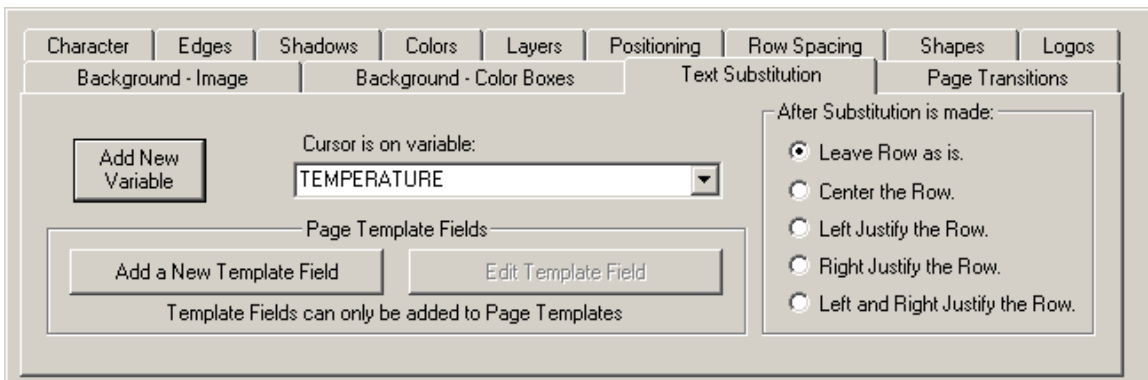 Character Edges Shadows Colors Layers Positioning Row Spacing Shapes Logos
Background - Image Background - Color Boxes Text Substitution Page Transitions
Add New
Variable
Cursor is on variable:
TEMPERATURE
Page Template Fields
Add a New Template Field Edit Template Field
Template Fields can only be added to Page Templates
After Substitution is made:
Leave Row as is.
Center the Row.
Left Justify the Row.
Right Justify the Row.
Left and Right Justify the Row.